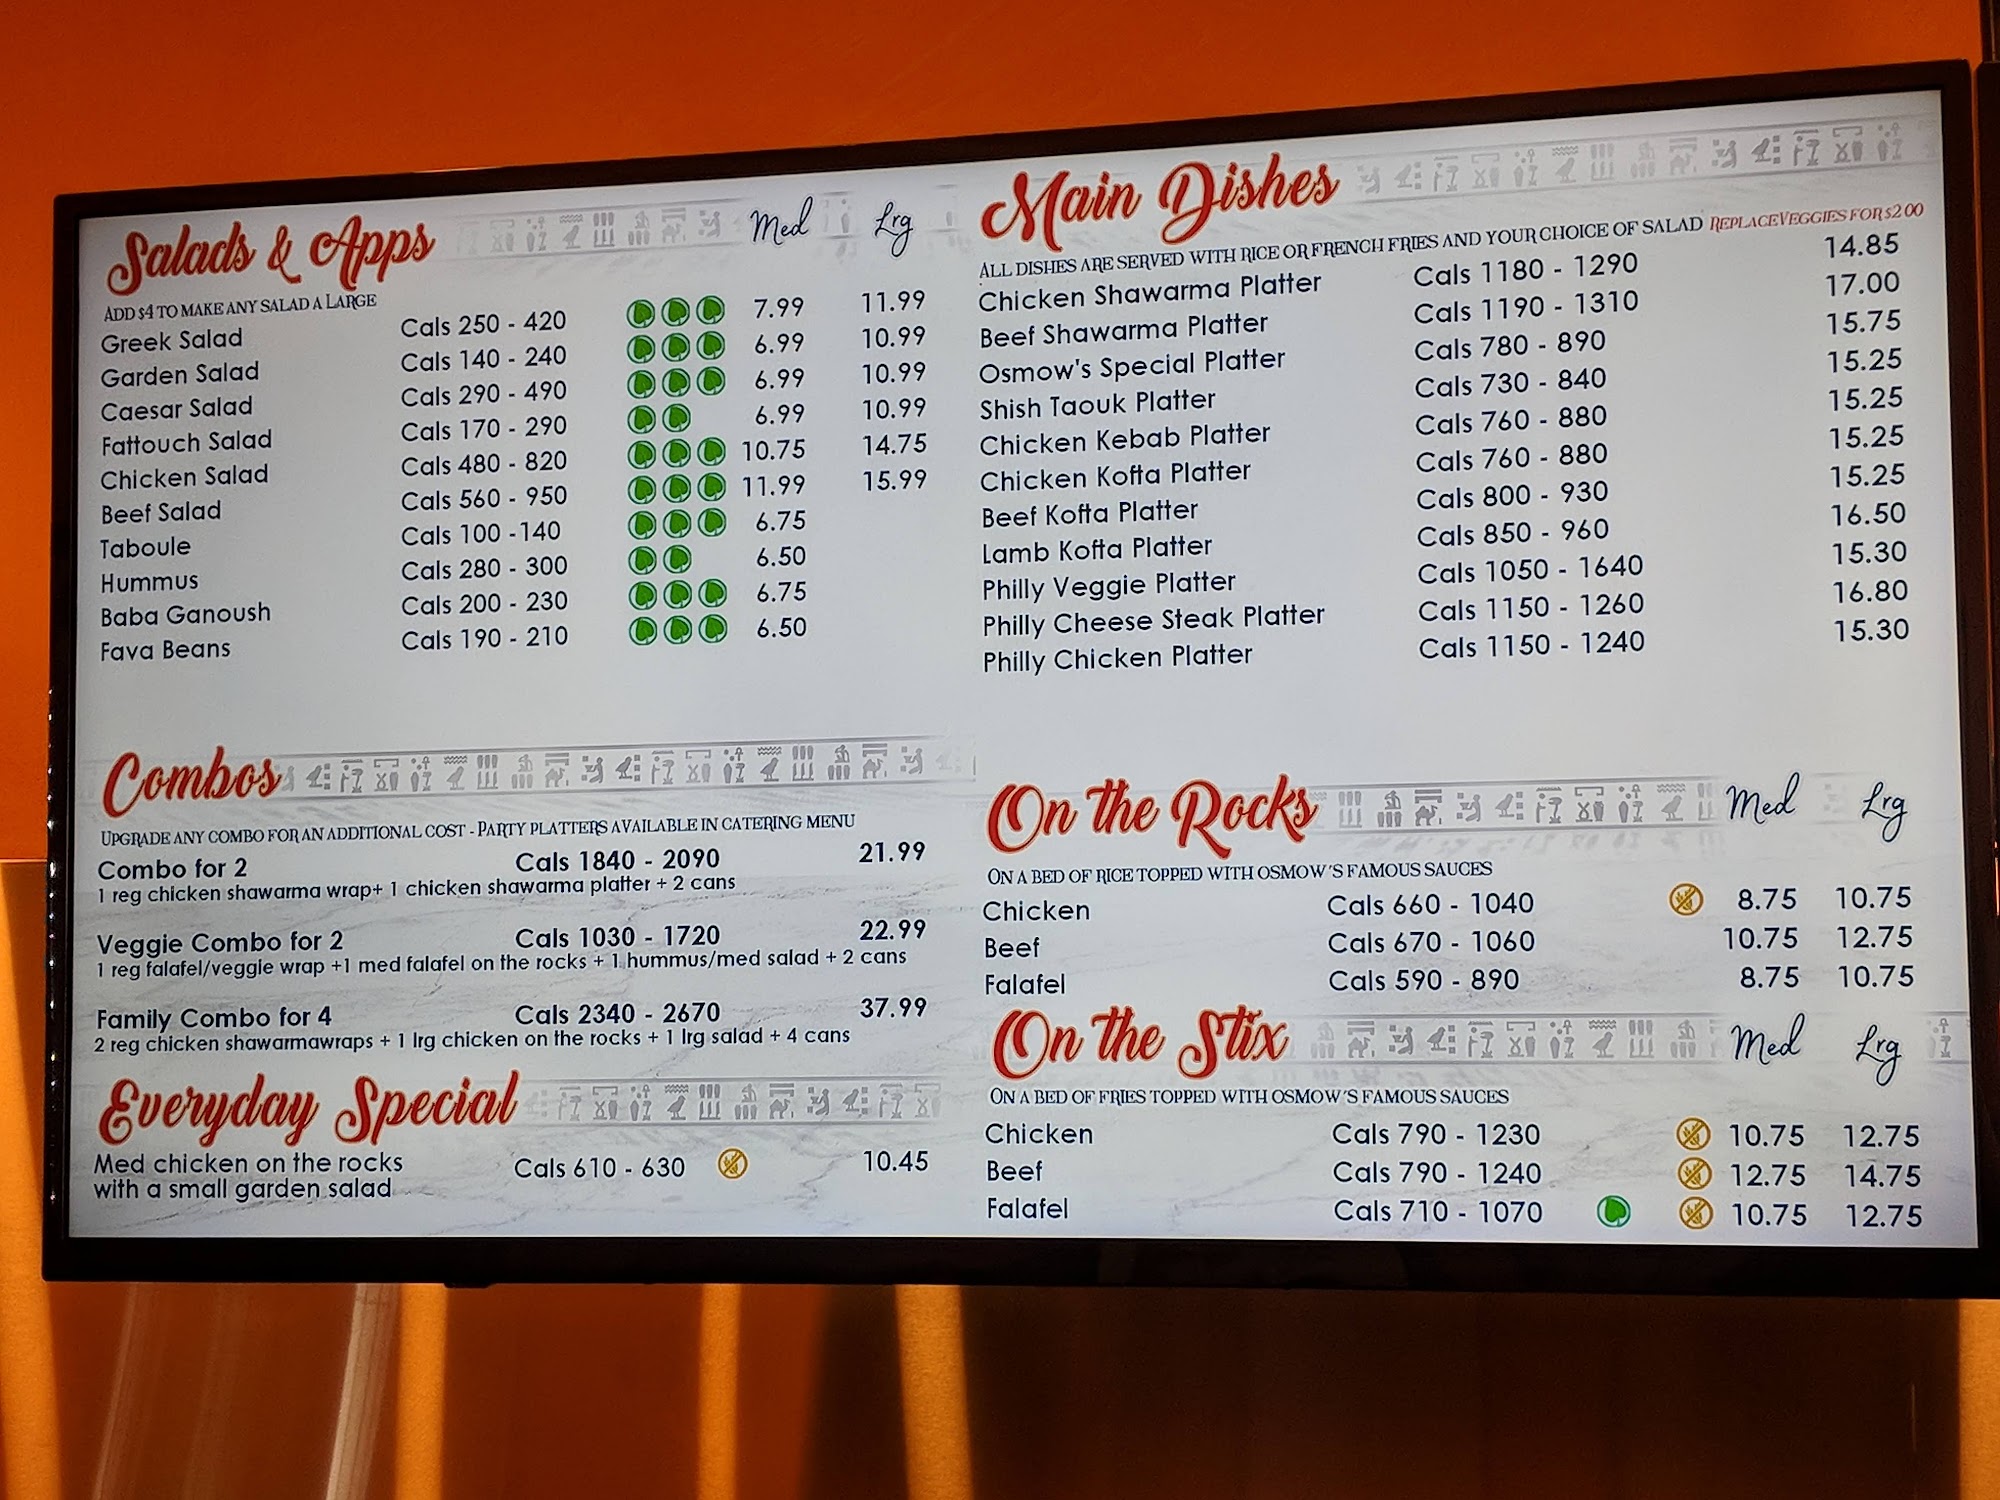 Salads & Apps Med Lrg
ADD $4 TO MAKE ANY SALAD A LARGE
Greek Salad Cals 250 - 420 7.99 11.99
Garden Salad Cals 140 - 240 6.99 10.99
Caesar Salad Cals 290 - 490 6.99 10.99
Fattouch Salad Cals 170 - 290 6.99 10.99
Chicken Salad Cals 480 - 820 10.75 14.75
Beef Salad Cals 560 - 950 11.99 15.99
Taboule Cals 100 -140 6.75
Hummus Cals 280 - 300 6.50
Baba Ganoush Cals 200 - 230 6.75
Fava Beans Cals 190 - 210 6.50
Combos
UPGRADE ANY COMBO FOR AN ADDITIONAL COST - PARTY PLATTERS AVAILABLE IN CATERING MENU
Combo for 2 Cals 1840 - 2090 21.99
1 reg chicken shawarma wrap+ 1 chicken shawarma platter + 2 cans
Veggie Combo for 2 Cals 1030 - 1720 22.99
1 reg falafel/veggie wrap +1 med falafel on the rocks + 1 hummus/med salad + 2 cans
Family Combo for 4 Cals 2340 - 2670 37.99
2 reg chicken shawarmawraps + 1 lrg chicken on the rocks + 1 lrg salad + 4 cans
Everyday Special
Med chicken on the rocks Cals 610 - 630 10.45
with a small garden salad
Main Dishes
ALL DISHES ARE SERVED WITH RICE OR FRENCH FRIES AND YOUR CHOICE OF SALAD REPLACE VEGGIES FOR $2.00
Chicken Shawarma Platter Cals 1180 - 1290 14.85
Beef Shawarma Platter Cals 1190 - 1310 17.00
Osmow's Special Platter Cals 780 - 890 15.75
Shish Taouk Platter Cals 730 - 840 15.25
Chicken Kebab Platter Cals 760 - 880 15.25
Chicken Kofta Platter Cals 760 - 880 15.25
Beef Kofta Platter Cals 800 - 930 15.25
Lamb Kofta Platter Cals 850 - 960 16.50
Philly Veggie Platter Cals 1050 - 1640 15.30
Philly Cheese Steak Platter Cals 1150 - 1260 16.80
Philly Chicken Platter Cals 1150 - 1240 15.30
On the Rocks Med Lrg
ON A BED OF RICE TOPPED WITH OSMOW'S FAMOUS SAUCES
Chicken Cals 660 - 1040 8.75 10.75
Beef Cals 670 - 1060 10.75 12.75
Falafel Cals 590 - 890 8.75 10.75
On the Stix Med Lrg
ON A BED OF FRIES TOPPED WITH OSMOW'S FAMOUS SAUCES
Chicken Cals 790 - 1230 10.75 12.75
Beef Cals 790 - 1240 12.75 14.75
Falafel Cals 710 - 1070 10.75 12.75